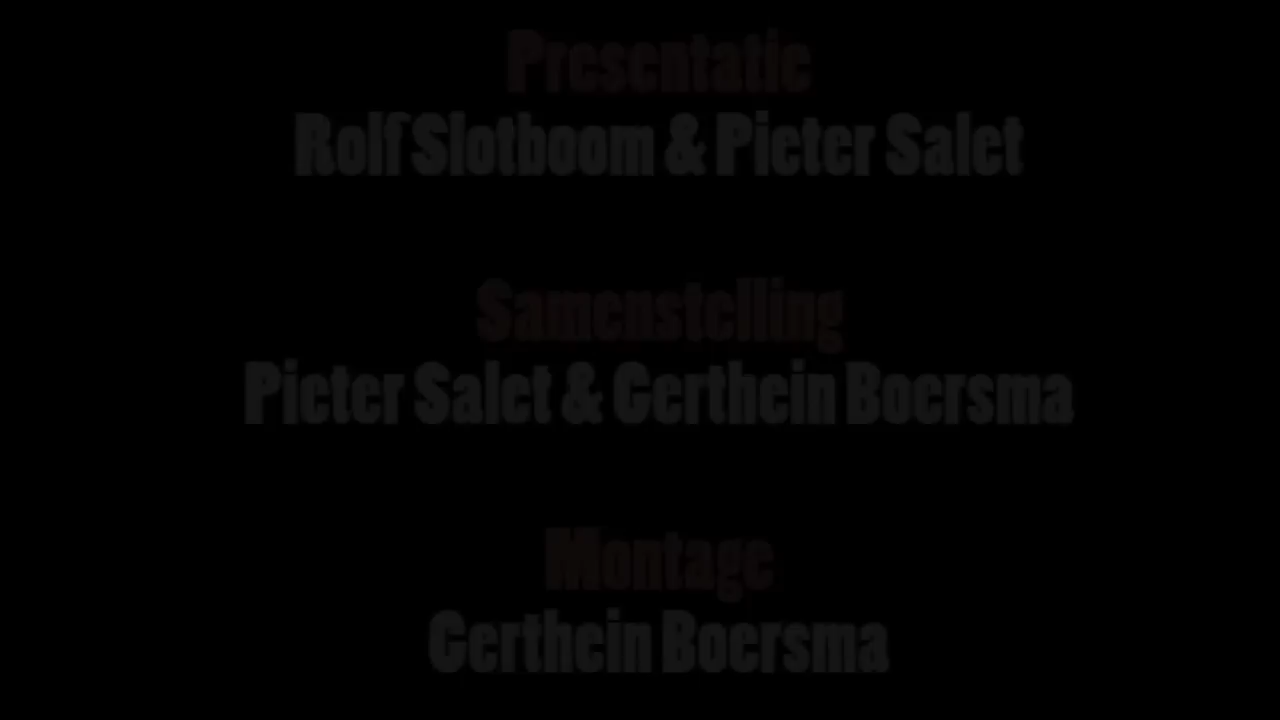 Presentatie
Rolf Slotboom & Pieter Salet
Samenstelling
Pieter Salet & Gerthein Boersma
Montage
Gerthein Boersma